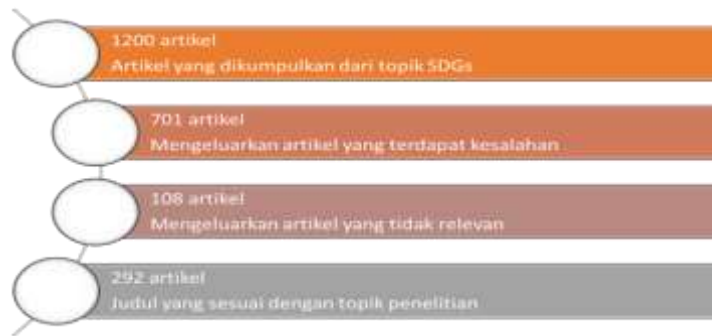 1200 artikel
Artikel yang dikumpulkan dari topik SDGs
701 artikel
Mengeluarkan artikel yang terdapat kesalahan
108 artikel
Mengeluarkan artikel yang tidak relevan
292 artikel
Judul yang sesuai dengan topik penelitian